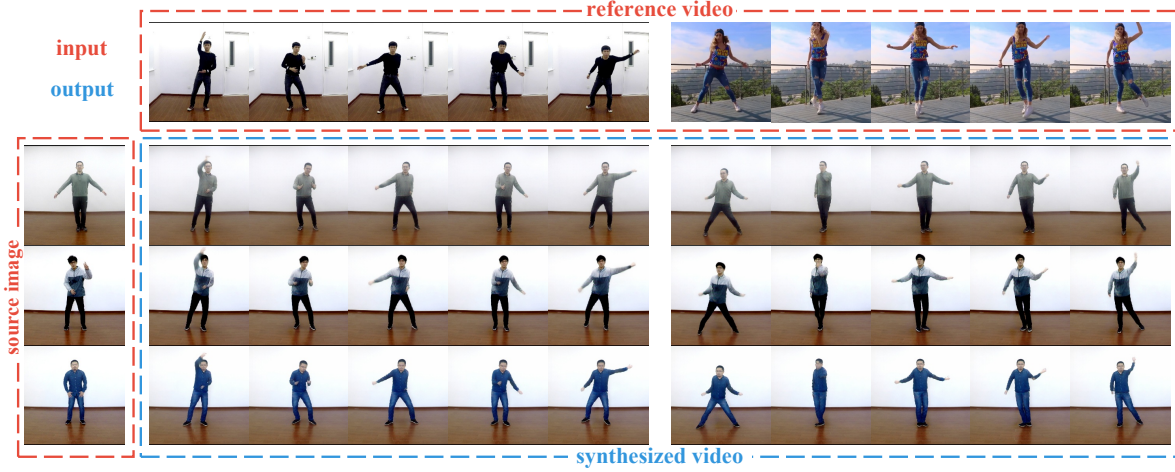 reference video
input
output
source image
synthesized video